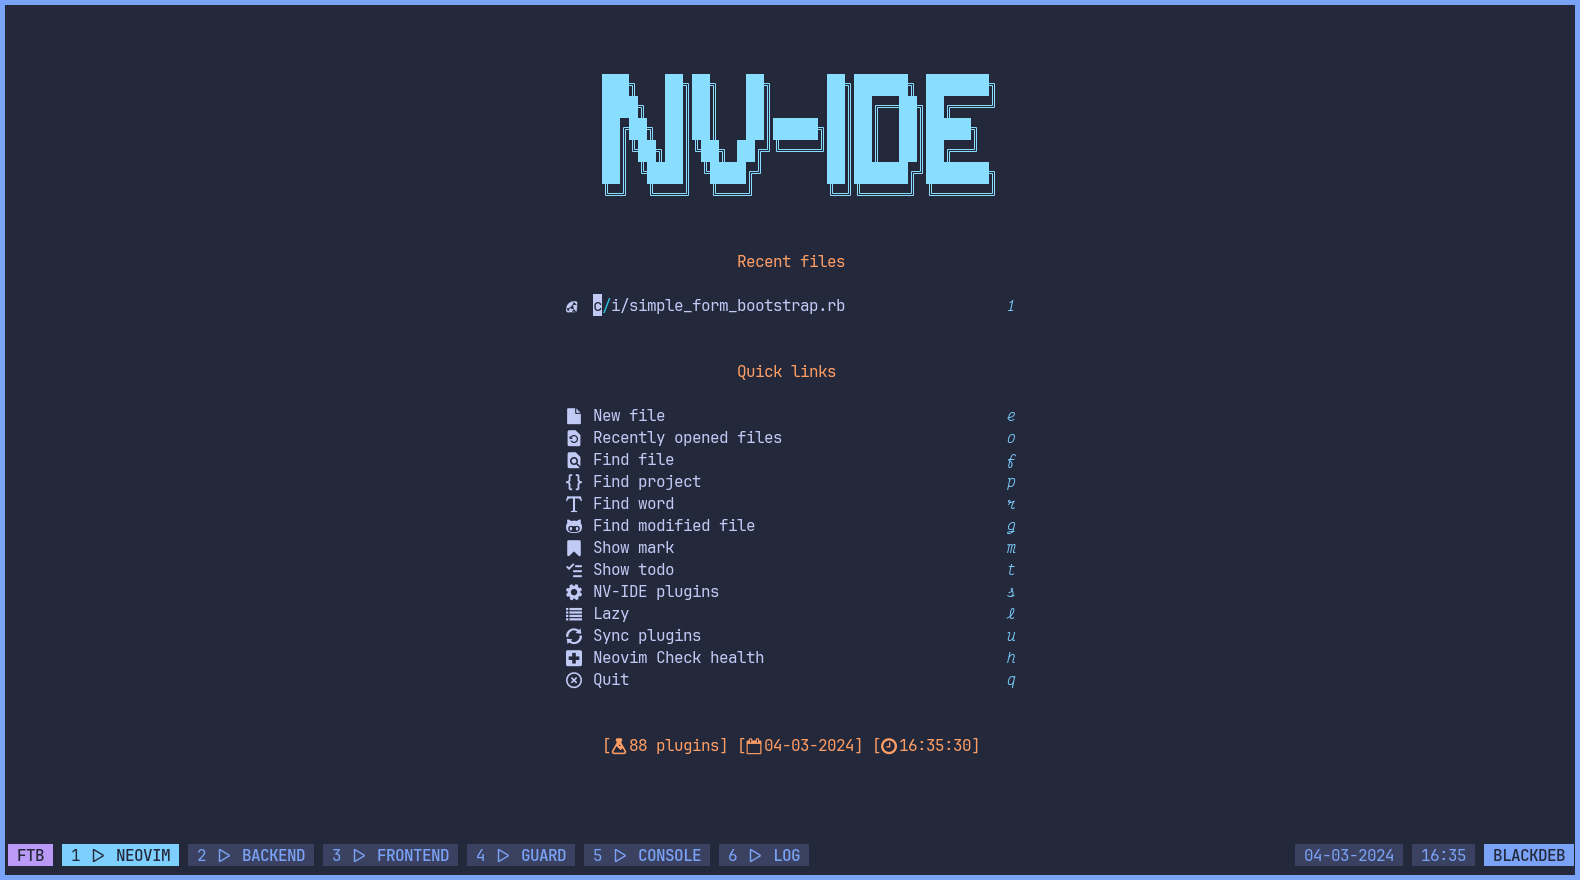 NV-IDE
Recent files
c/i/simple_form_bootstrap.rb 1
Quick links
New file e
Recently opened files o
Find file f
Find project p
Find word r
Find modified file g
Show mark m
Show todo t
NV-IDE plugins s
Lazy l
Sync plugins u
Neovim Check health h
Quit q
[88 plugins] [04-03-2024] [16:35:30]
FTB 1 ▷ NEOVIM 2 ▷ BACKEND 3 ▷ FRONTEND 4 ▷ GUARD 5 ▷ CONSOLE 6 ▷ LOG 04-03-2024 16:35 BLACKDEB